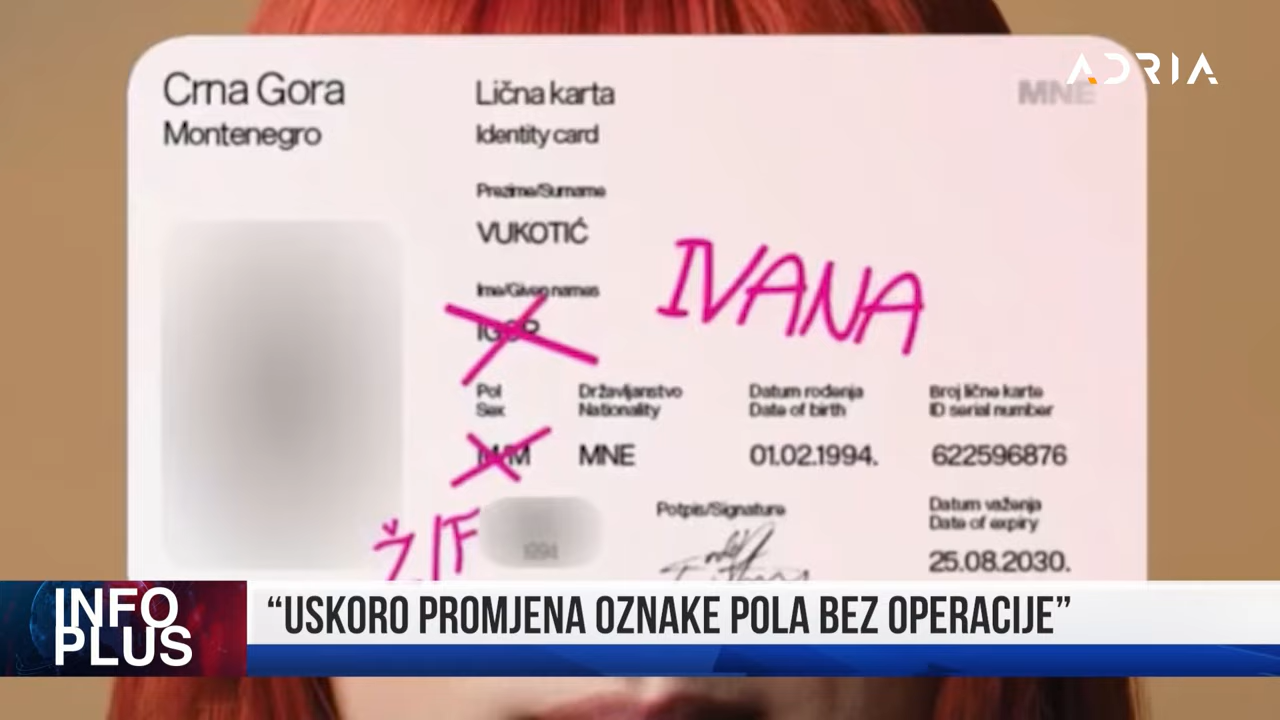 Crna Gora
Montenegro
Lična karta
Identity card
MNE
ADRIA
Prezime/Surname
VUKOTIĆ
Ime/Given names
IGOR
IVANA
Pol
Sex
M/M
Ž/F
Državljanstvo
Nationality
MNE
Datum rođenja
Date of birth
01.02.1994.
Broj lične karte
ID serial number
622596876
1994
Potpis/Signature
Datum važenja
Date of expiry
25.08.2030.
INFO
PLUS
“USKORO PROMJENA OZNAKE POLA BEZ OPERACIJE”